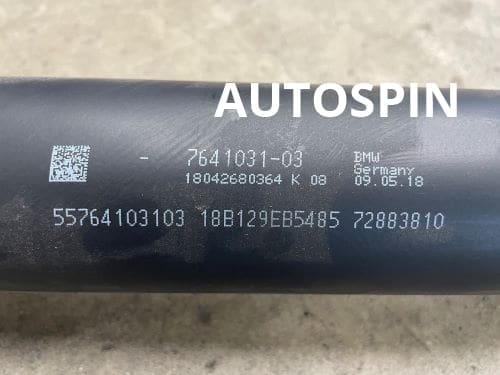 AUTOSPIN
- 7641031-03 BMW
Germany
18042680364 K 08 09.05.18
55764103103 18B129EB5485 72883810